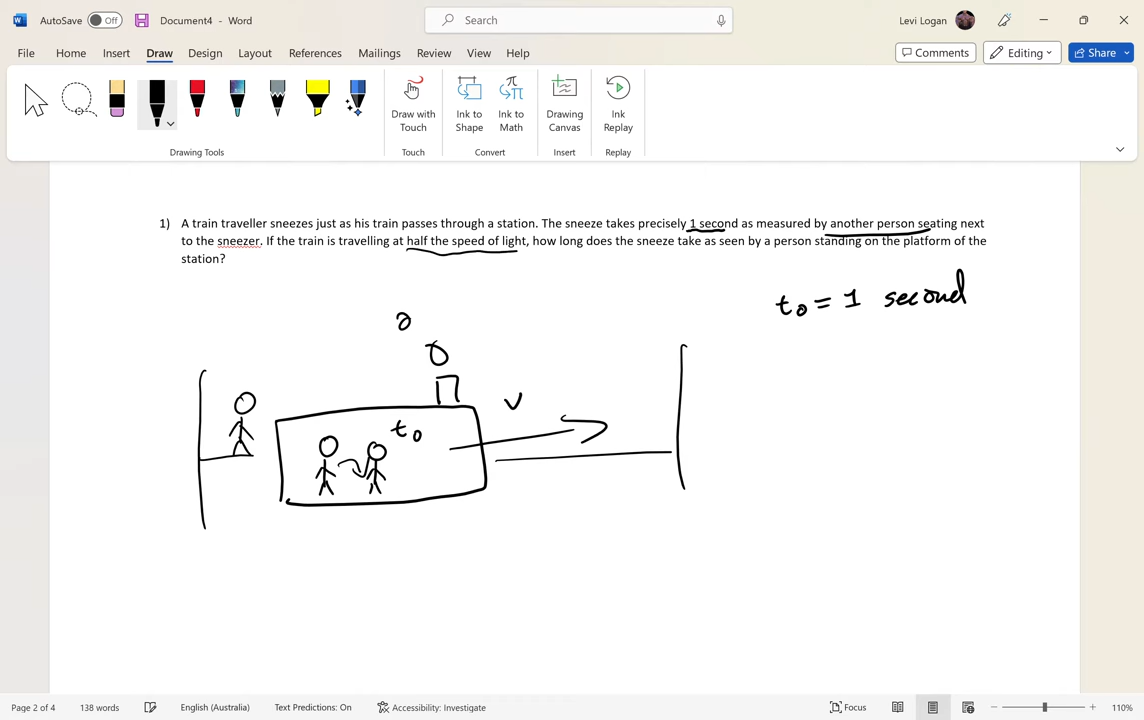 AutoSave Off Document4 - Word Search Levi Logan
File Home Insert Draw Design Layout References Mailings Review View Help Comments Editing Share
Draw with Touch Ink to Shape Ink to Math Drawing Canvas Ink Replay
Drawing Tools Touch Convert Insert Replay
1) A train traveller sneezes just as his train passes through a station. The sneeze takes precisely 1 second as measured by another person seating next
to the sneezer. If the train is travelling at half the speed of light, how long does the sneeze take as seen by a person standing on the platform of the
station?
t₀ = 1 second
v
t₀
Page 2 of 4 138 words English (Australia) Text Predictions: On Accessibility: Investigate Focus 110%